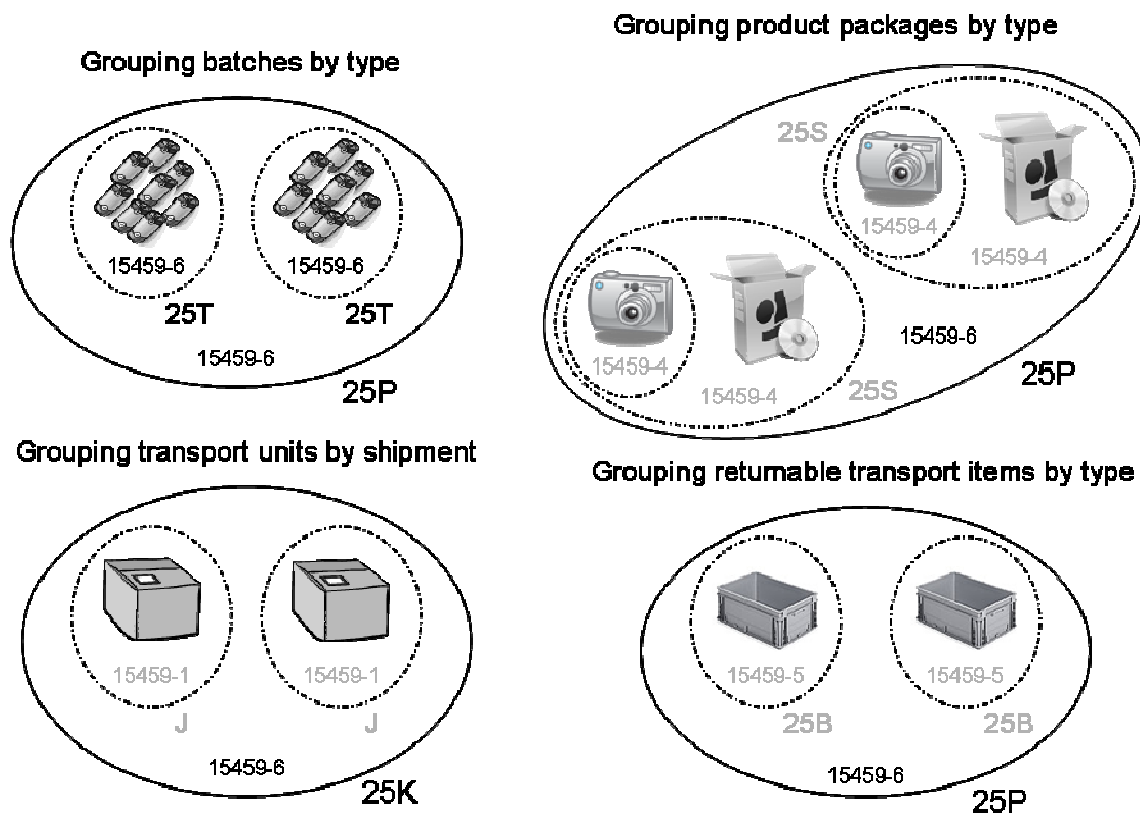 Grouping batches by type
15459-6
15459-6
25T
25T
15459-6
25P
Grouping product packages by type
25S
15459-4
15459-4
15459-4
15459-4
25S
15459-6
25P
Grouping transport units by shipment
15459-1
15459-1
J
J
15459-6
25K
Grouping returnable transport items by type
15459-5
15459-5
25B
25B
15459-6
25P